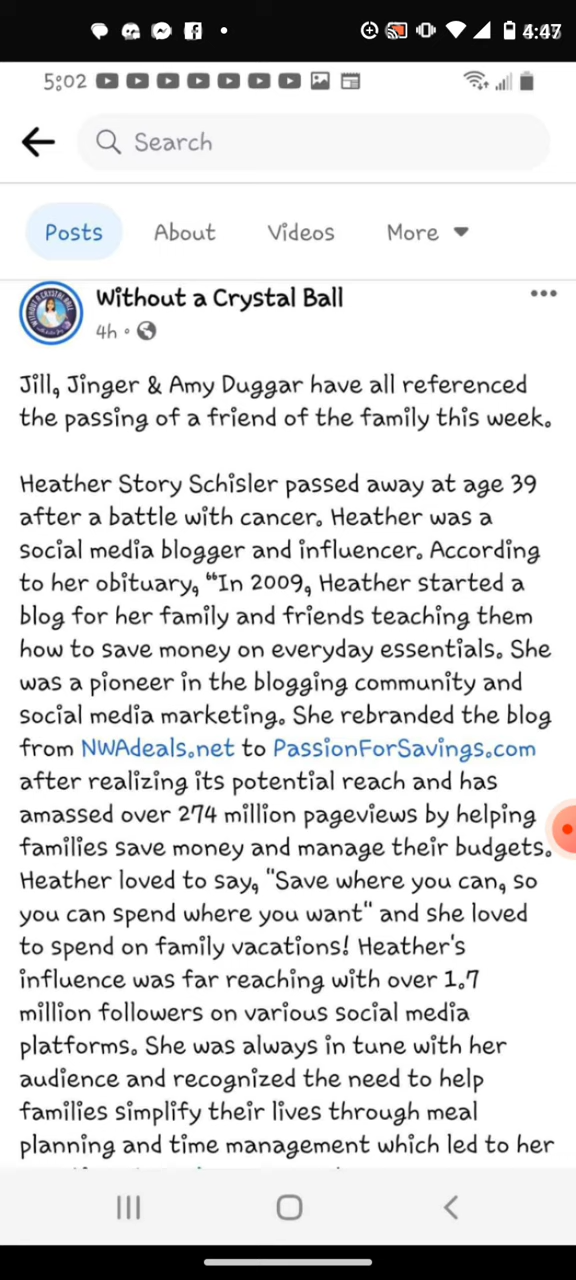 4:47
5:02
Search
Posts About Videos More
Without a Crystal Ball
4h
Jill, Jinger & Amy Duggar have all referenced
the passing of a friend of the family this week.
Heather Story Schisler passed away at age 39
after a battle with cancer. Heather was a
social media blogger and influencer. According
to her obituary, "In 2009, Heather started a
blog for her family and friends teaching them
how to save money on everyday essentials. She
was a pioneer in the blogging community and
social media marketing. She rebranded the blog
from NWAdeals.net to PassionForSavings.com
after realizing its potential reach and has
amassed over 274 million pageviews by helping
families save money and manage their budgets.
Heather loved to say, "Save where you can, so
you can spend where you want" and she loved
to spend on family vacations! Heather's
influence was far reaching with over 1.7
million followers on various social media
platforms. She was always in tune with her
audience and recognized the need to help
families simplify their lives through meal
planning and time management which led to her